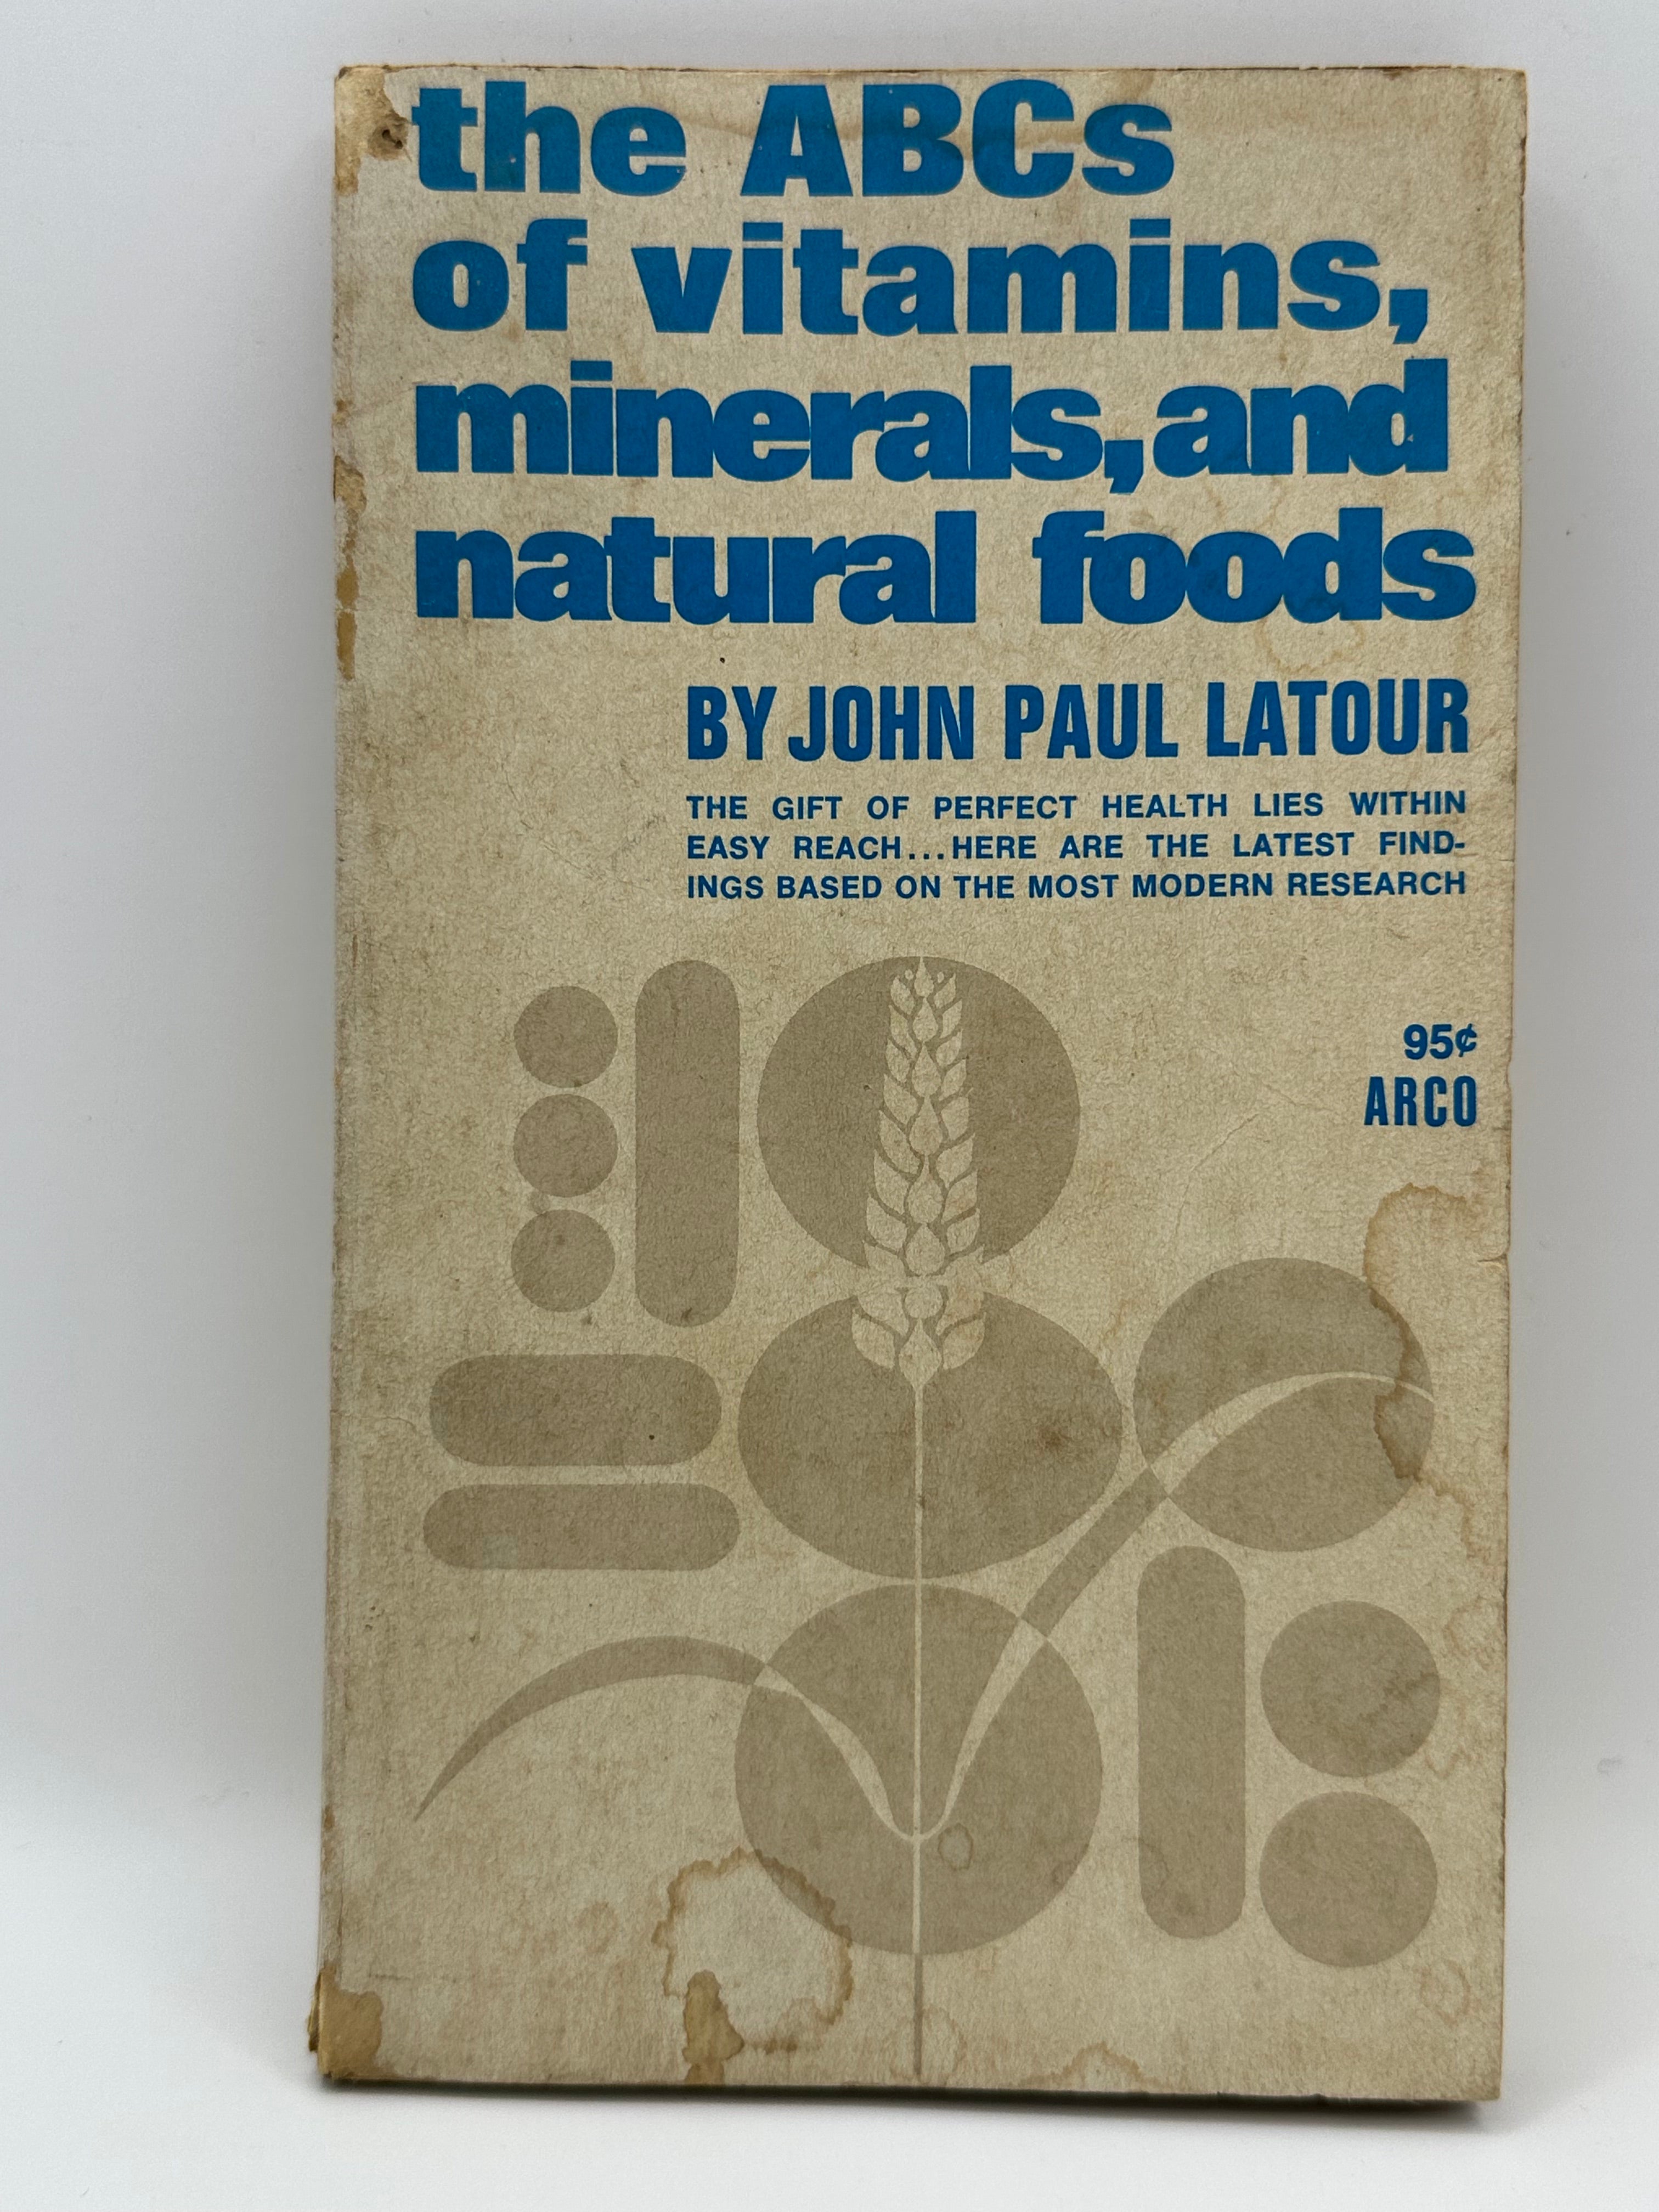 the ABCs
of vitamins,
minerals, and
natural foods
BY JOHN PAUL LATOUR
THE GIFT OF PERFECT HEALTH LIES WITHIN
EASY REACH...HERE ARE THE LATEST FIND-
INGS BASED ON THE MOST MODERN RESEARCH
95¢
ARCO